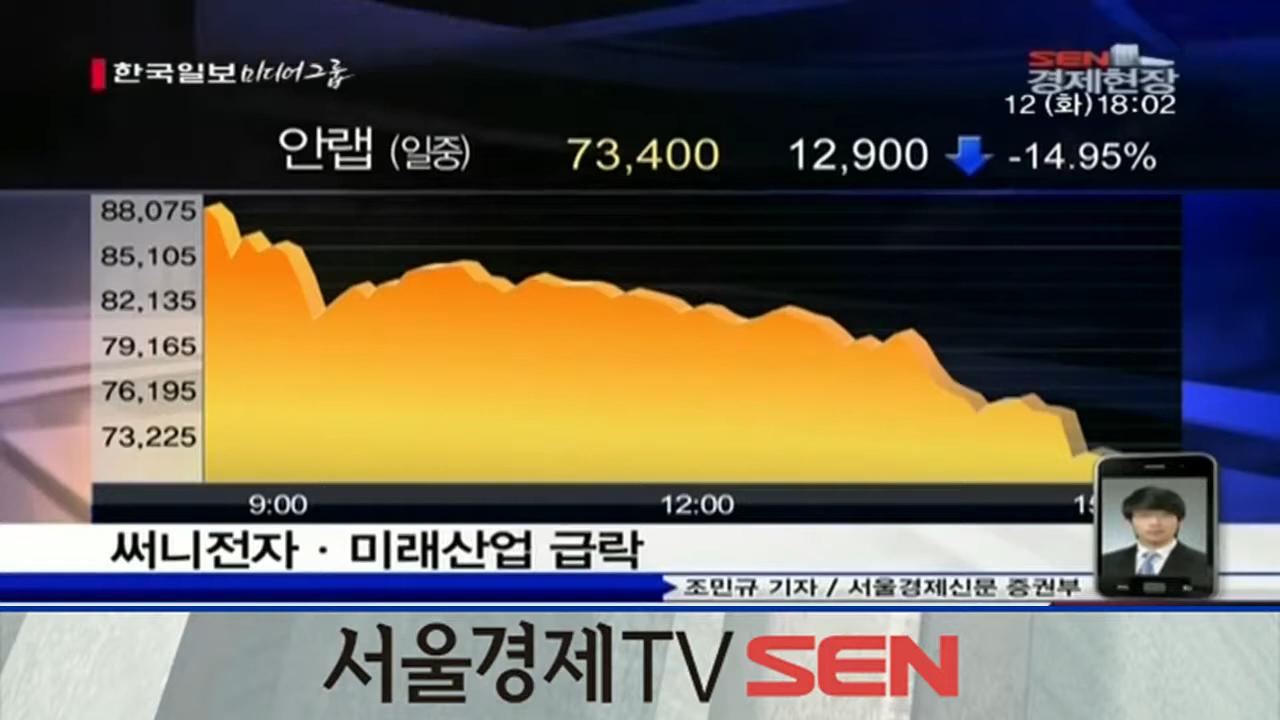 한국일보 미디어그룹
SEN
경제현장
12 (화) 18:02
안랩 (일중) 73,400 12,900 -14.95%
88,075
85,105
82,135
79,165
76,195
73,225
9:00 12:00 15
써니전자 · 미래산업 급락
조민규 기자 / 서울경제신문 증권부
서울경제TV SEN